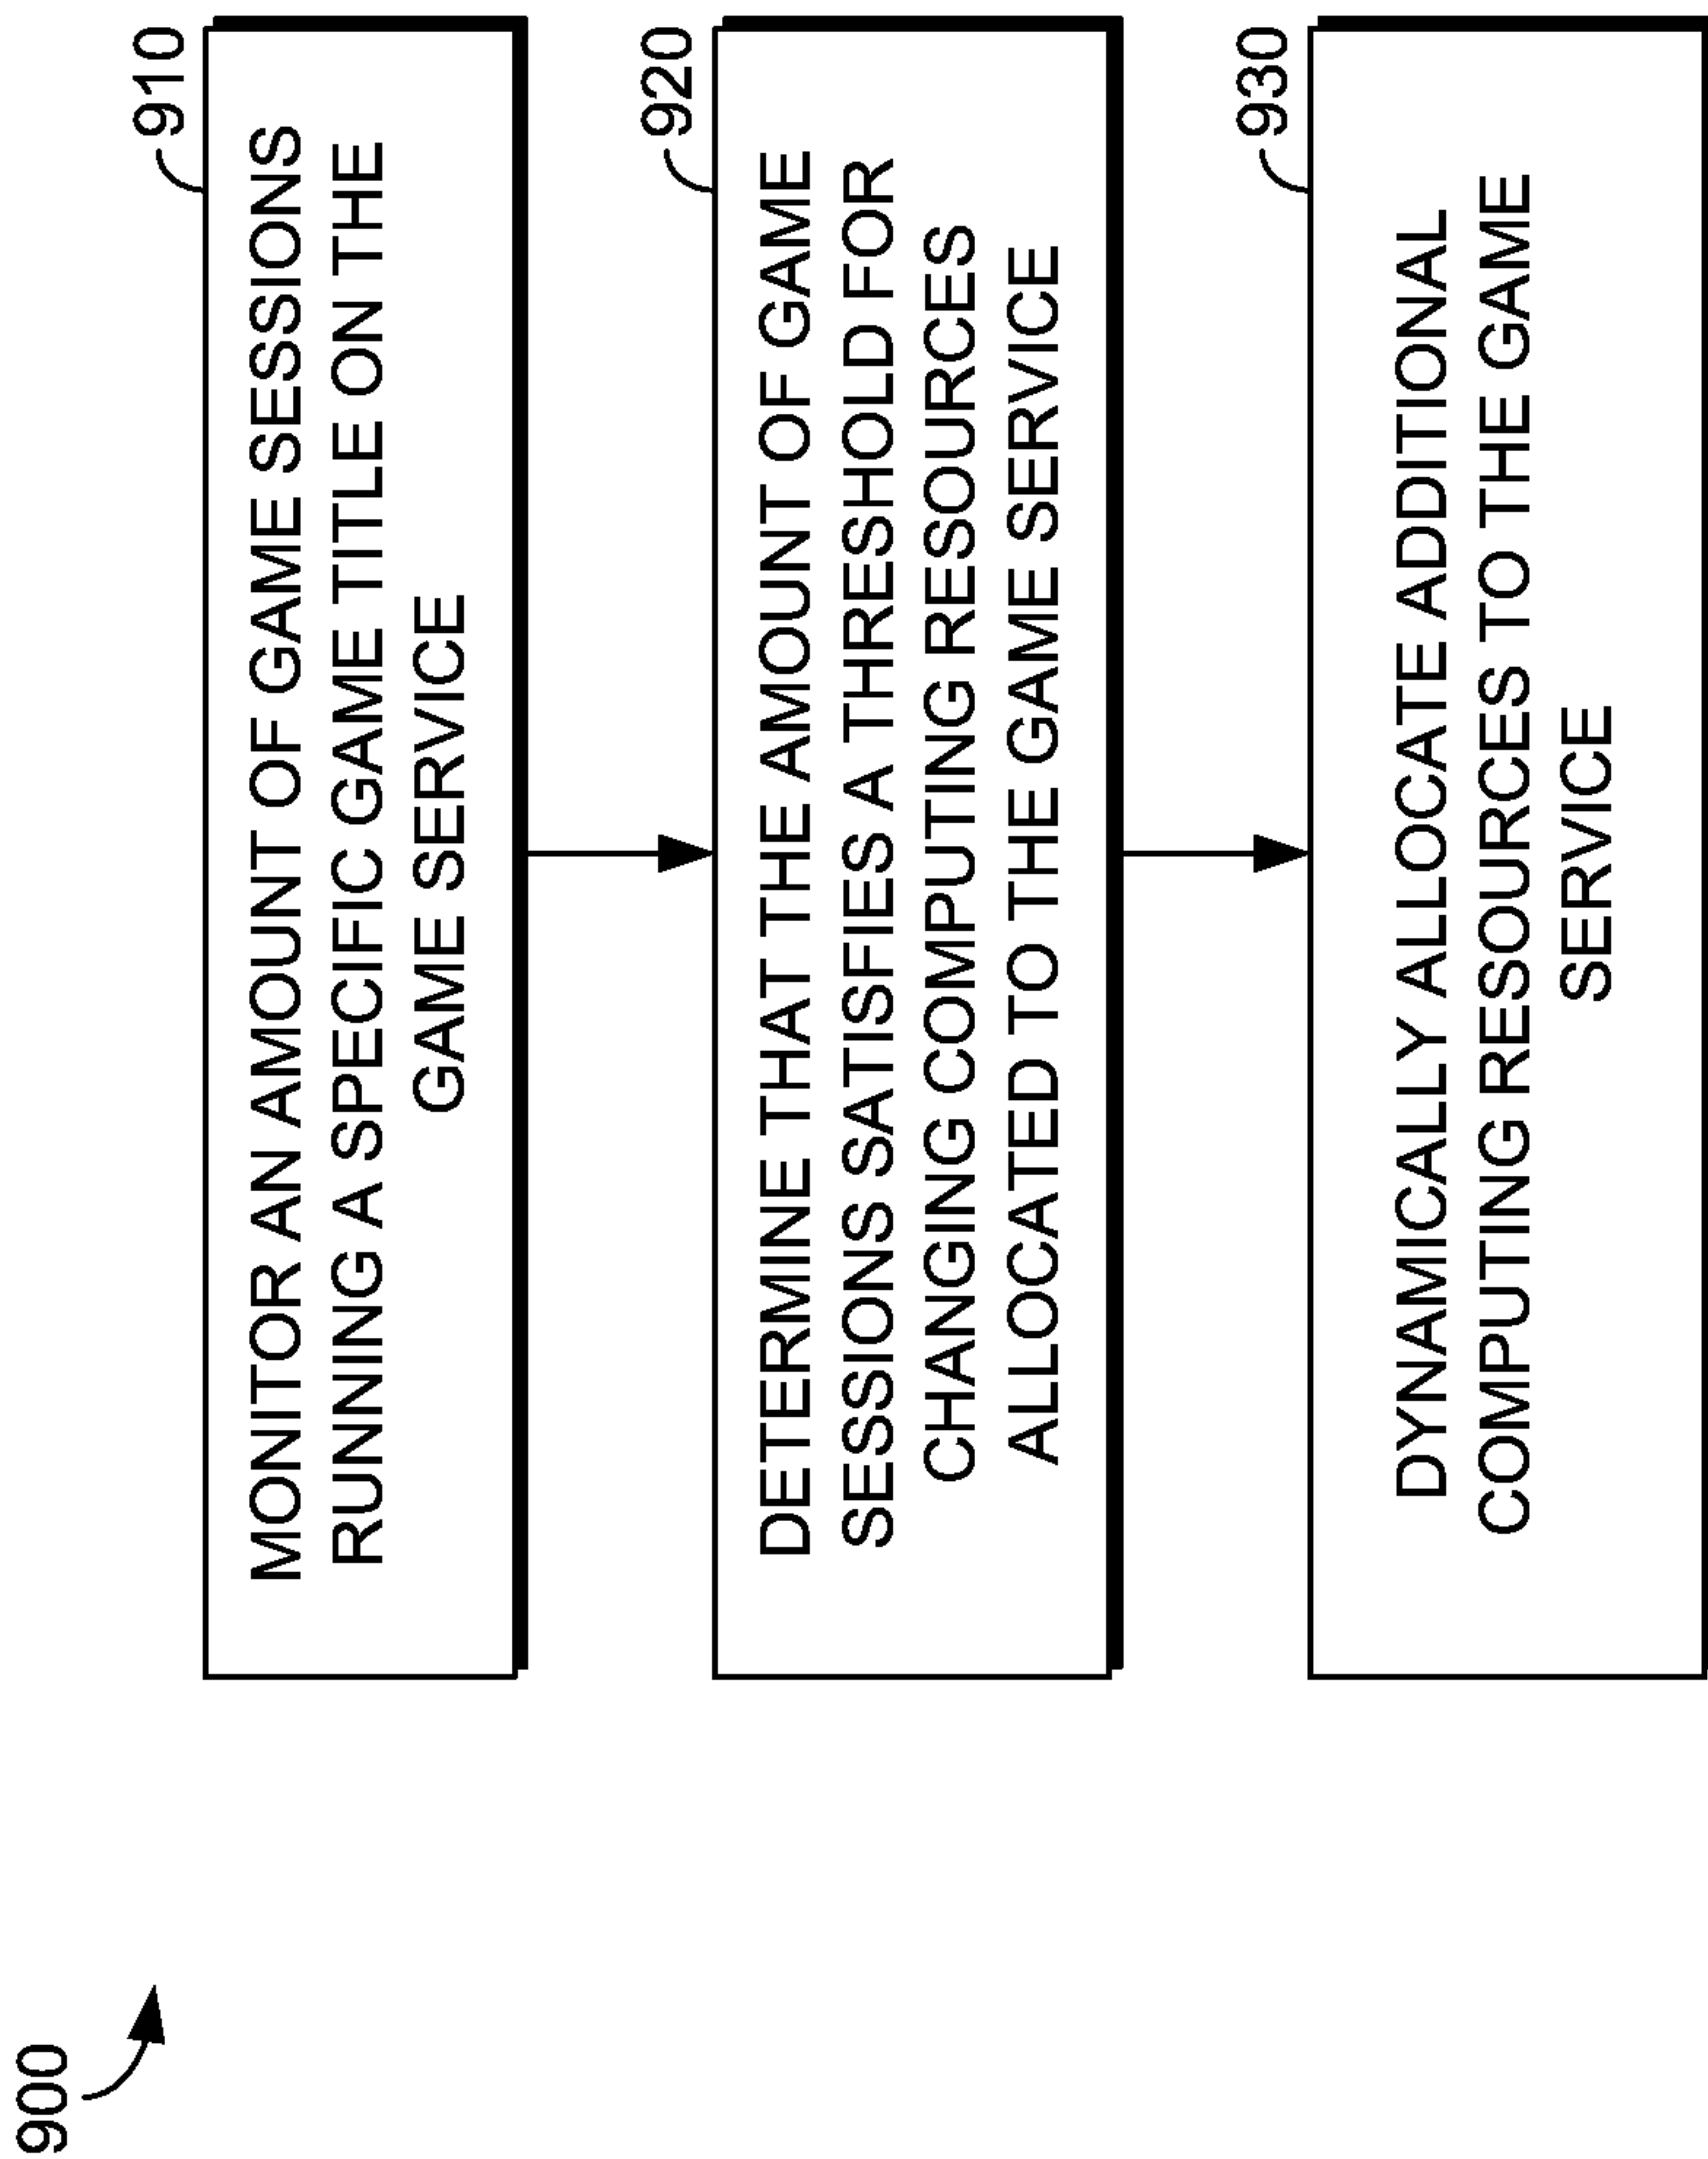 900
910
MONITOR AN AMOUNT OF GAME SESSIONS
RUNNING A SPECIFIC GAME TITLE ON THE
GAME SERVICE
920
DETERMINE THAT THE AMOUNT OF GAME
SESSIONS SATISFIES A THRESHOLD FOR
CHANGING COMPUTING RESOURCES
ALLOCATED TO THE GAME SERVICE
930
DYNAMICALLY ALLOCATE ADDITIONAL
COMPUTING RESOURCES TO THE GAME
SERVICE